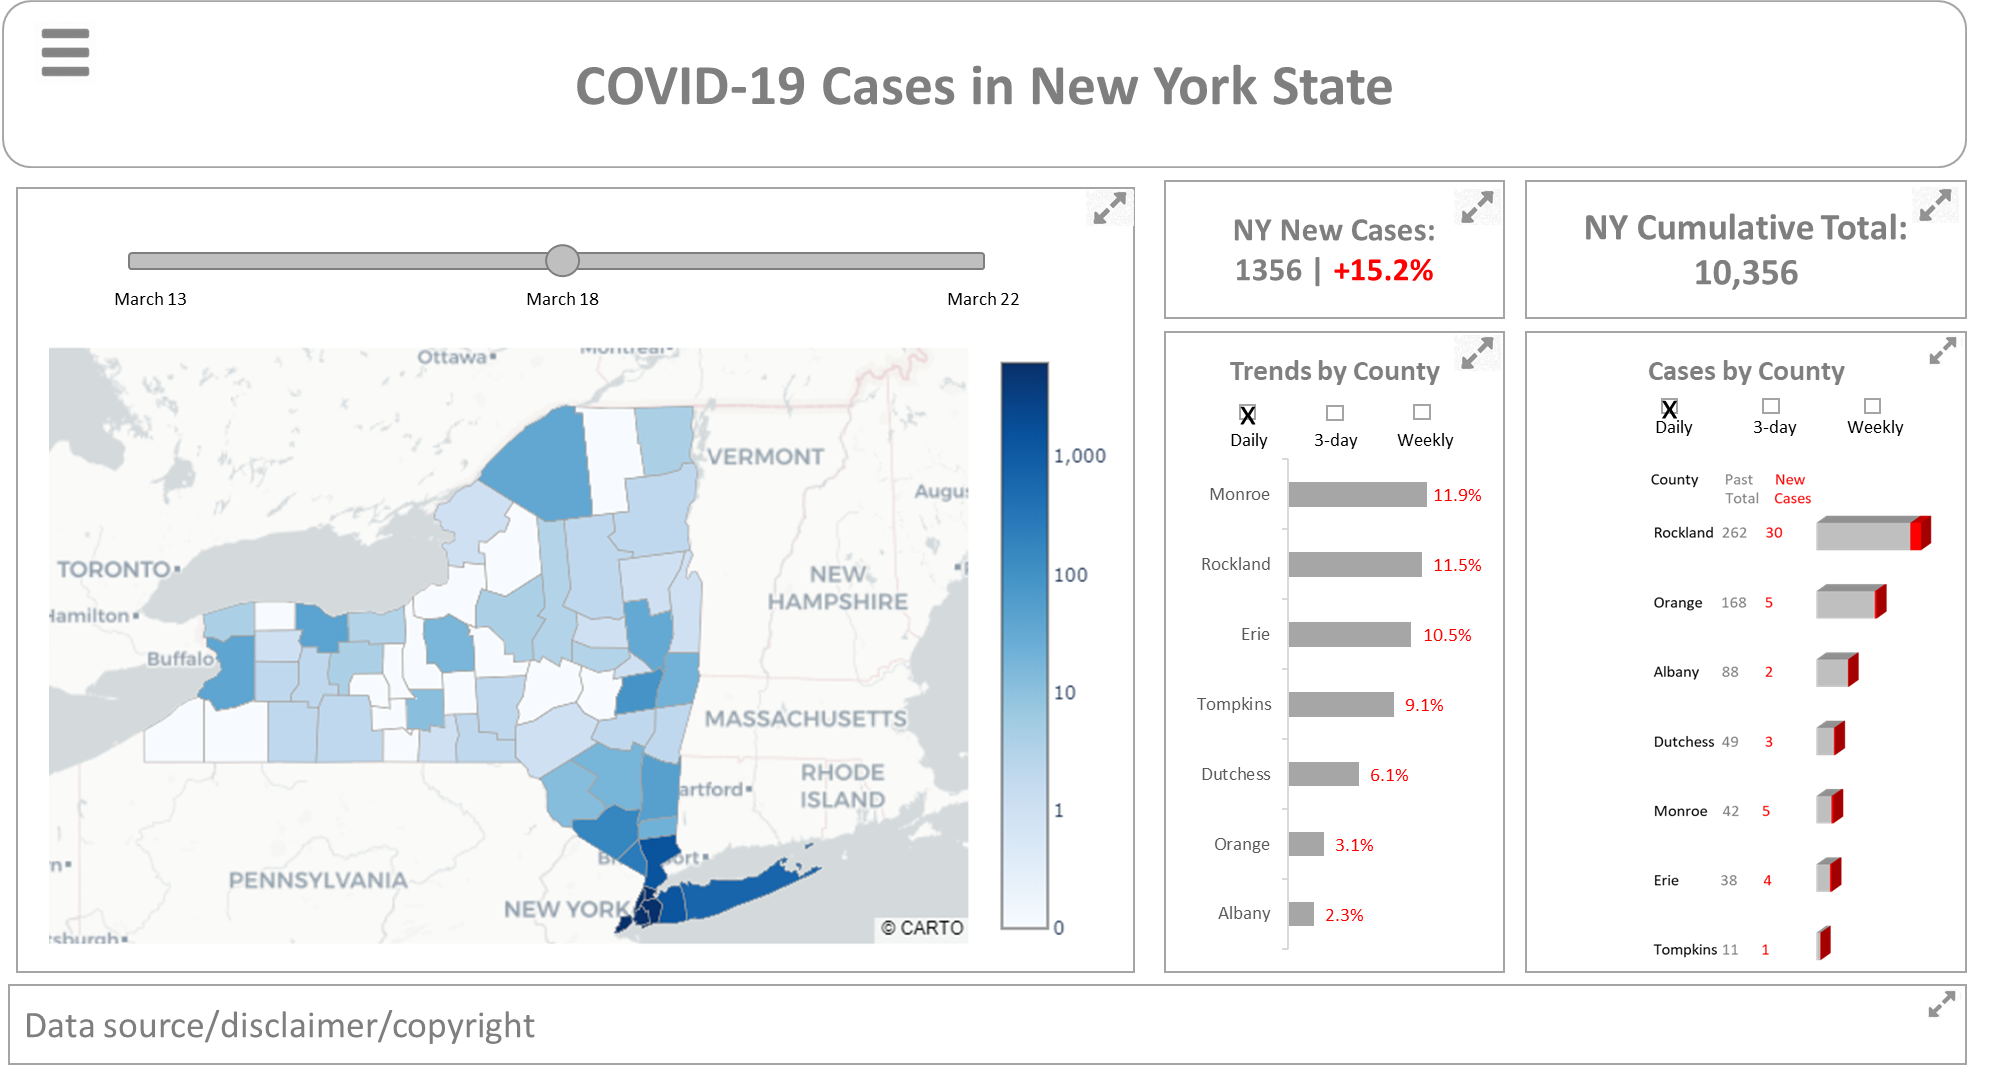 COVID-19 Cases in New York State
March 13
March 18
March 22
Ottawa
Montreal
VERMONT
TORONTO
Hamilton
NEW
HAMPSHIRE
Buffalo
MASSACHUSETTS
RHODE
ISLAND
artford
PENNSYLVANIA
NEW YORK
sburgh
© CARTO
1,000
100
10
1
0
NY New Cases:
1356 | +15.2%
NY Cumulative Total:
10,356
Trends by County
X
Daily
3-day
Weekly
Monroe 11.9%
Rockland 11.5%
Erie 10.5%
Tompkins 9.1%
Dutchess 6.1%
Orange 3.1%
Albany 2.3%
Cases by County
X
Daily
3-day
Weekly
County Past New
Total Cases
Rockland 262 30
Orange 168 5
Albany 88 2
Dutchess 49 3
Monroe 42 5
Erie 38 4
Tompkins 11 1
Data source/disclaimer/copyright